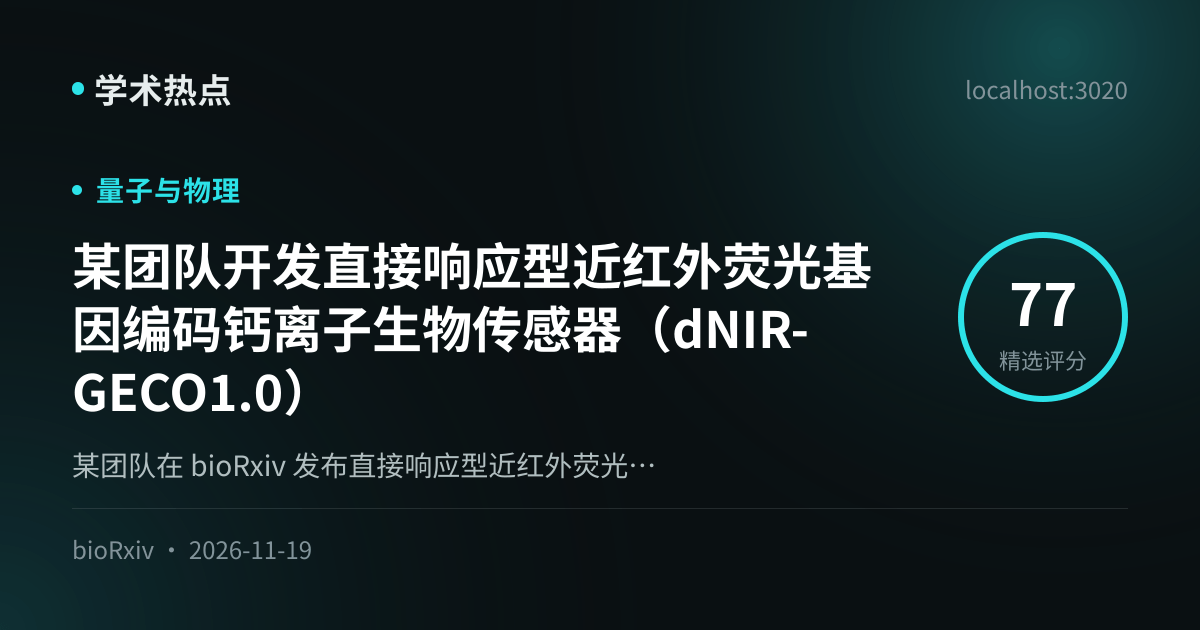 学术热点
localhost:3020
量子与物理
某团队开发直接响应型近红外荧光基
因编码钙离子生物传感器（dNIR-
GECO1.0）
77
精选评分
某团队在 bioRxiv 发布直接响应型近红外荧光…
bioRxiv · 2026-11-19